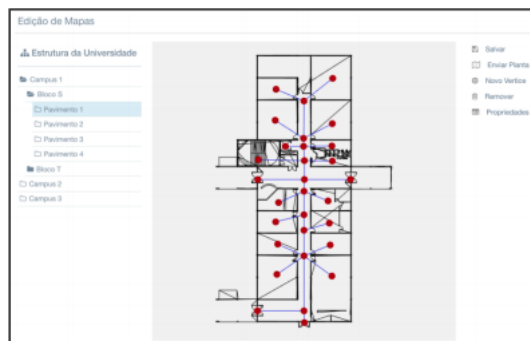 Edição de Mapas
Estrutura da Universidade
Campus 1
Bloco S
Pavimento 1
Pavimento 2
Pavimento 3
Pavimento 4
Bloco T
Campus 2
Campus 3
Salvar
Enviar Planta
Novo Vertice
Remover
Propriedades